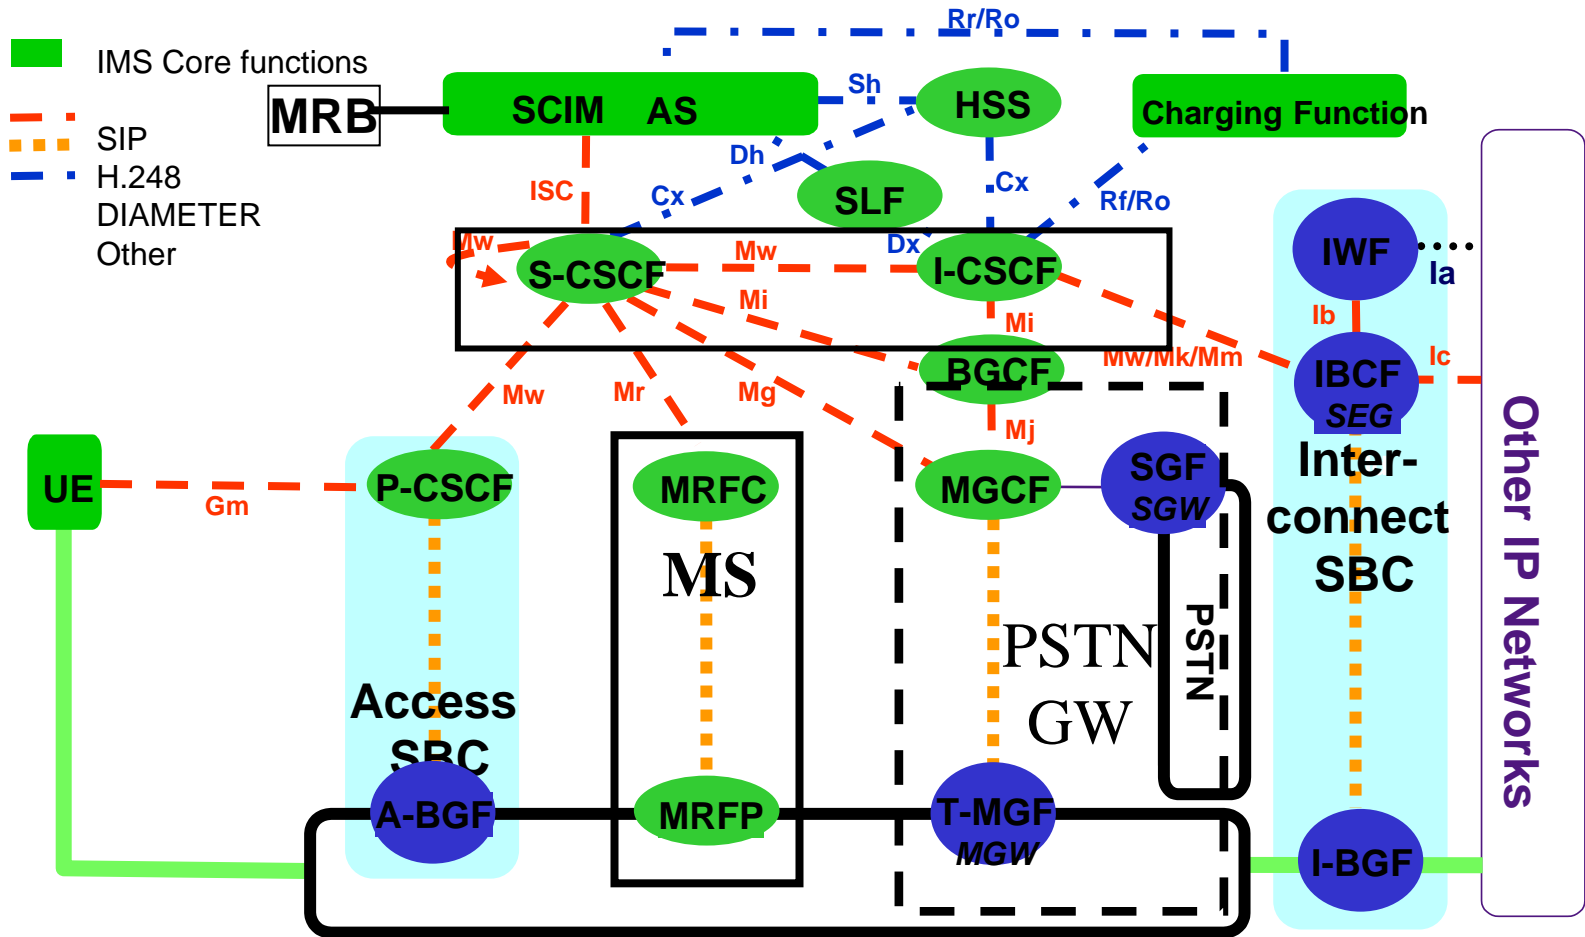 Rr/Ro
IMS Core functions
MRB
SCIM AS
Sh
HSS
Charging Function
SIP
H.248
DIAMETER
Other
Dh
ISC
Cx
SLF
Cx
Rf/Ro
Mw
S-CSCF
Mw
Dx
I-CSCF
IWF
Ia
Mi
Mi
Ib
Mw/Mk/Mm
Ic
BGCF
IBCF
SEG
Mw
Mr
Mg
Mj
UE
Gm
P-CSCF
MRFC
MGCF
SGF
SGW
Inter-
connect
SBC
MS
PSTN
GW
PSTN
Other IP Networks
Access
SBC
A-BGF
MRFP
T-MGF
MGW
I-BGF